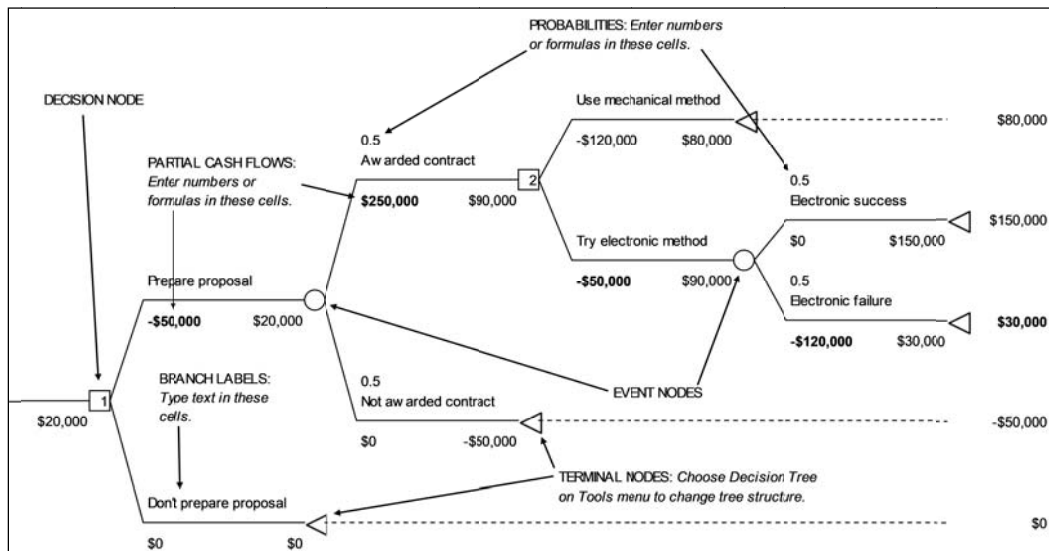 PROBABILITIES: Enter numbers
or formulas in these cells.
DECISION NODE
Use mechanical method
$80,000
-$120,000 $80,000
0.5
Awarded contract
PARTIAL CASH FLOWS:
Enter numbers or
formulas in these cells.
2
0.5
Electronic success
$250,000 $90,000
$150,000
Try electronic method
$0 $150,000
Prepare proposal
-$50,000 $90,000
0.5
Electronic failure
-$50,000 $20,000
$30,000
-$120,000 $30,000
BRANCH LABELS:
Type text in these
cells.
0.5
Not awarded contract
EVENT NODES
1
$20,000
-$50,000
$0 -$50,000
TERMINAL NODES: Choose Decision Tree
on Tools menu to change tree structure.
Don't prepare proposal
$0
$0 $0